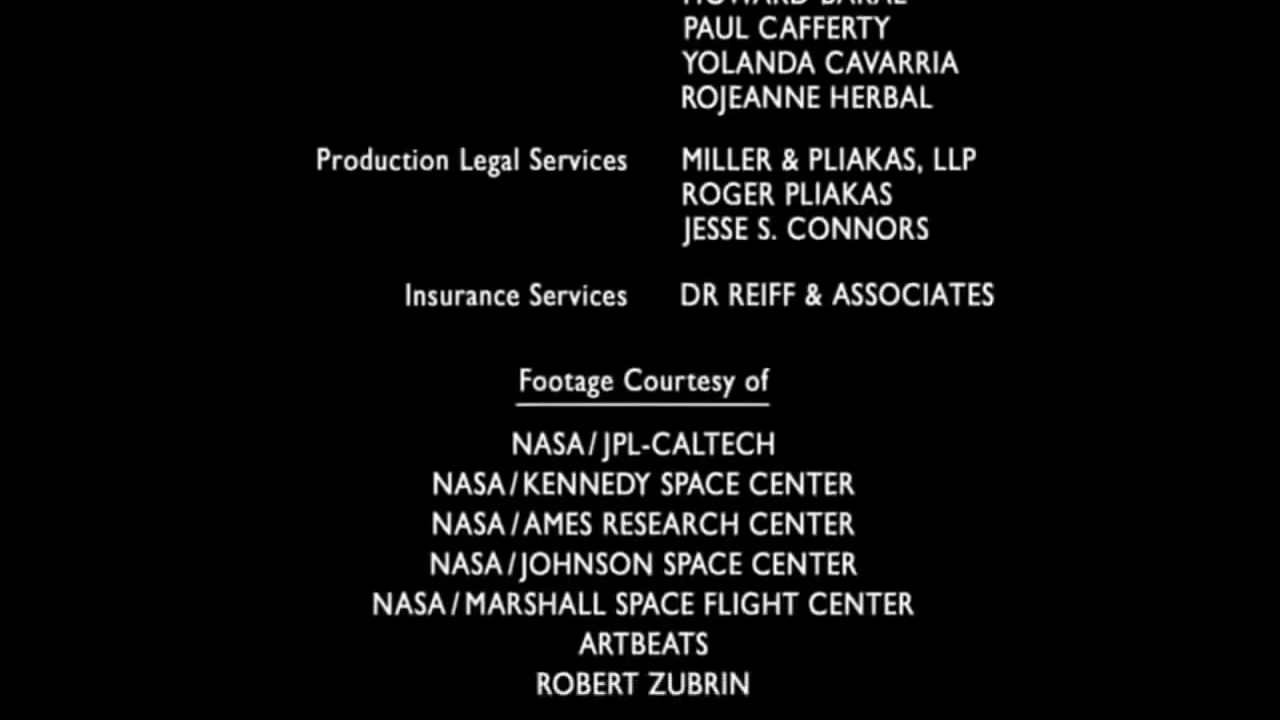 PAUL CAFFERTY
YOLANDA CAVARRIA
ROJEANNE HERBAL
Production Legal Services MILLER & PLIAKAS, LLP
ROGER PLIAKAS
JESSE S. CONNORS
Insurance Services DR REIFF & ASSOCIATES
Footage Courtesy of
NASA/JPL-CALTECH
NASA/KENNEDY SPACE CENTER
NASA/AMES RESEARCH CENTER
NASA/JOHNSON SPACE CENTER
NASA/MARSHALL SPACE FLIGHT CENTER
ARTBEATS
ROBERT ZUBRIN